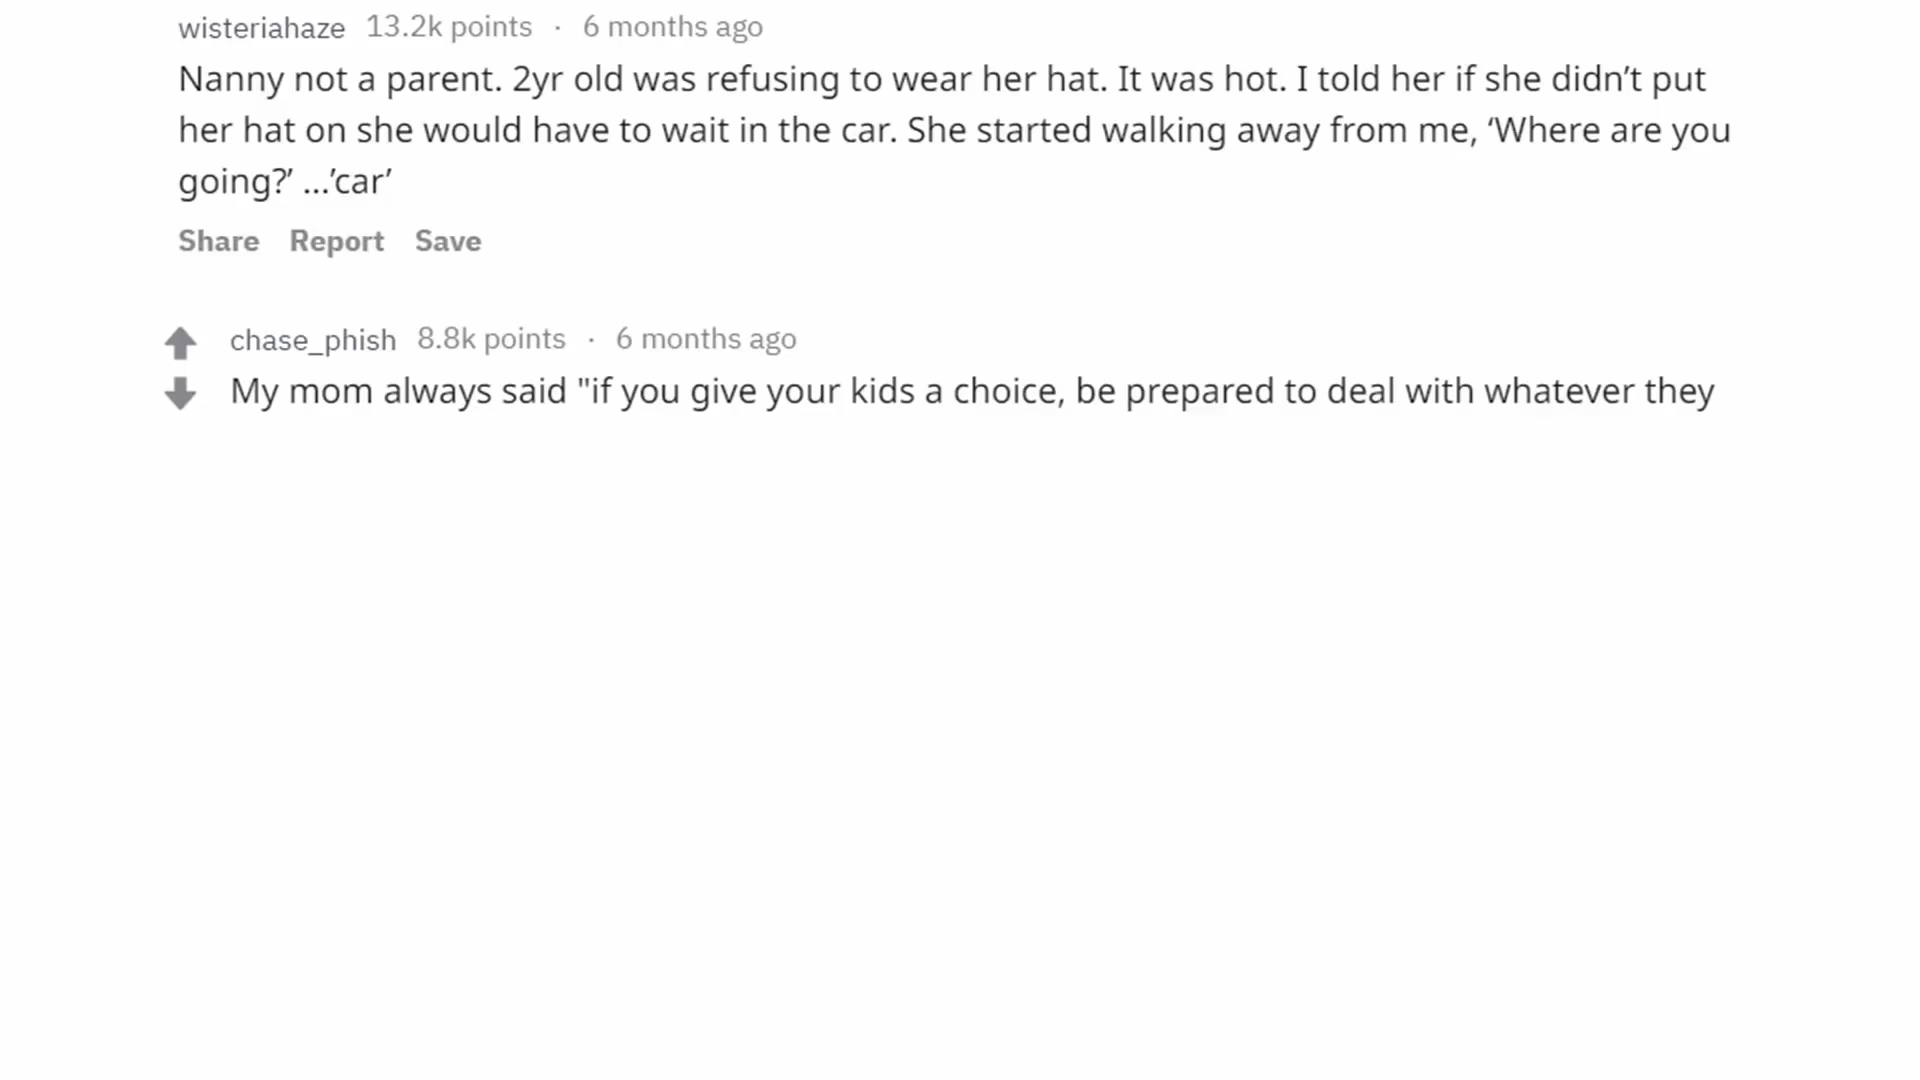 wisteriahaze 13.2k points · 6 months ago
Nanny not a parent. 2yr old was refusing to wear her hat. It was hot. I told her if she didn’t put
her hat on she would have to wait in the car. She started walking away from me, ‘Where are you
going?’ ...’car’
Share Report Save
chase_phish 8.8k points · 6 months ago
My mom always said "if you give your kids a choice, be prepared to deal with whatever they